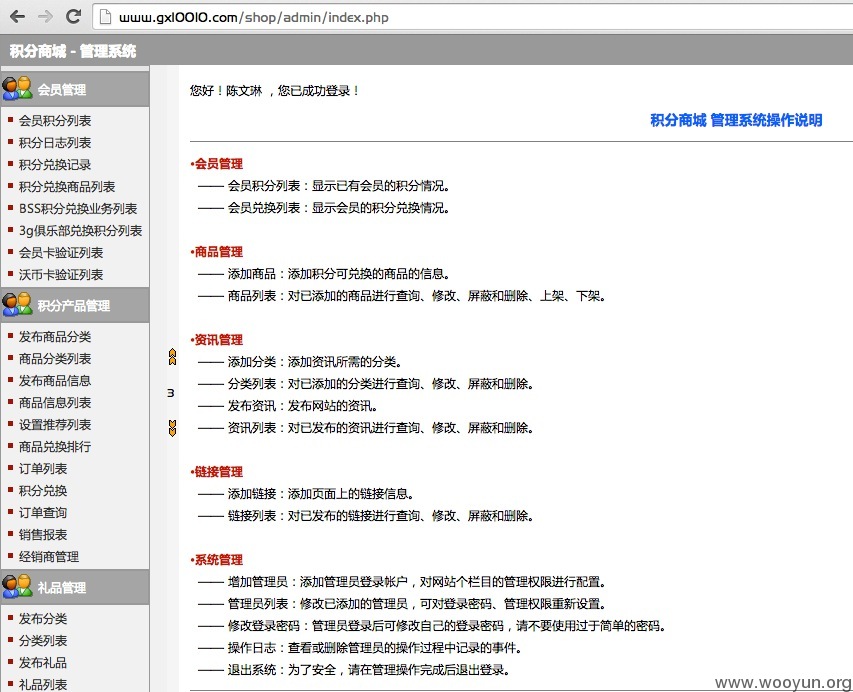 www.gx10010.com/shop/admin/index.php
积分商城 - 管理系统
会员管理
会员积分列表
积分日志列表
积分兑换记录
积分兑换商品列表
BSS积分兑换业务列表
3g俱乐部兑换积分列表
会员卡验证列表
沃币卡验证列表
积分产品管理
发布商品分类
商品分类列表
发布商品信息
商品信息列表
设置推荐列表
商品兑换排行
订单列表
积分兑换
订单查询
销售报表
经销商管理
礼品管理
发布分类
分类列表
发布礼品
礼品列表
3
您好！陈文琳 ，您已成功登录！
积分商城 管理系统操作说明
•会员管理
—— 会员积分列表：显示已有会员的积分情况。
—— 会员兑换列表：显示会员的积分兑换情况。
•商品管理
—— 添加商品：添加积分可兑换的商品的信息。
—— 商品列表：对已添加的商品进行查询、修改、屏蔽和删除、上架、下架。
•资讯管理
—— 添加分类：添加资讯所需的分类。
—— 分类列表：对已添加的分类进行查询、修改、屏蔽和删除。
—— 发布资讯：发布网站的资讯。
—— 资讯列表：对已发布的资讯进行查询、修改、屏蔽和删除。
•链接管理
—— 添加链接：添加页面上的链接信息。
—— 链接列表：对已发布的链接进行查询、修改、屏蔽和删除。
•系统管理
—— 增加管理员：添加管理员登录帐户，对网站个栏目的管理权限进行配置。
—— 管理员列表：修改已添加的管理员，可对登录密码、管理权限重新设置。
—— 修改登录密码：管理员登录后可修改自己的登录密码，请不要使用过于简单的密码。
—— 操作日志：查看或删除管理员的操作过程中记录的事件。
—— 退出系统：为了安全，请在管理操作完成后退出登录。
www.wooyun.org